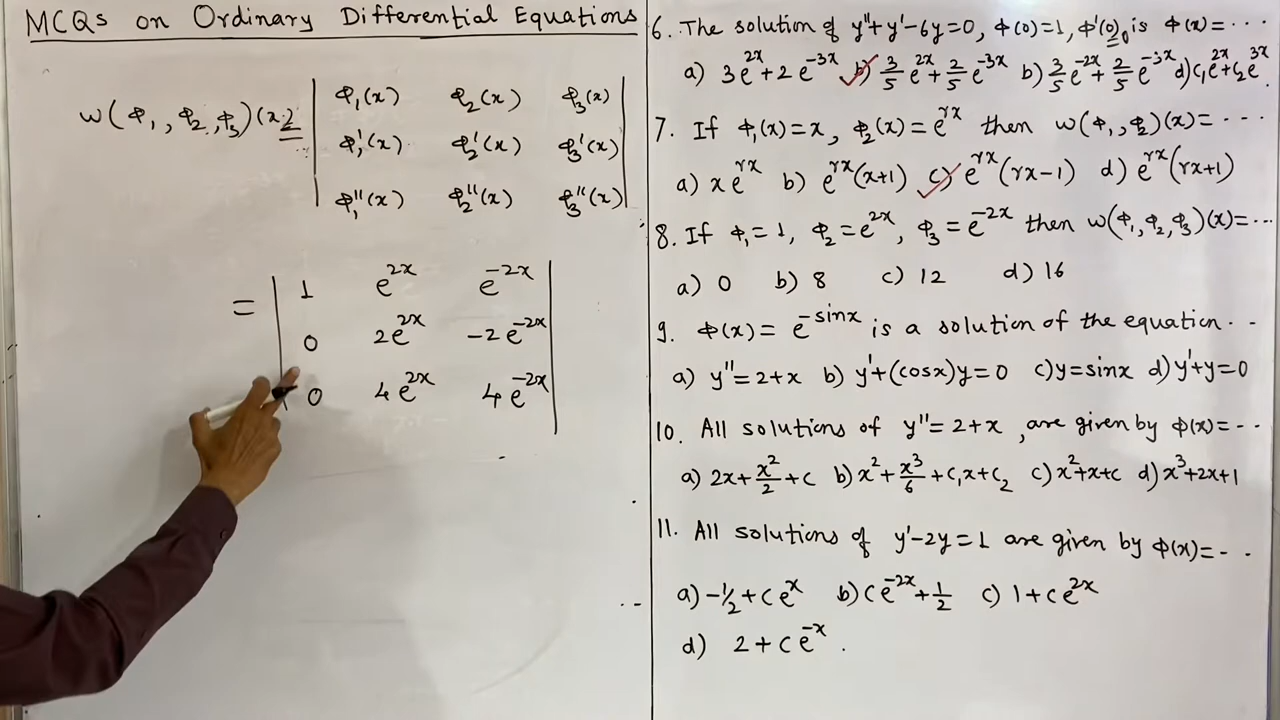 MCQs on Ordinary Differential Equations
W(φ₁, φ₂, φ₃)(x) =
φ₁(x) φ₂(x) φ₃(x)
φ₁'(x) φ₂'(x) φ₃'(x)
φ₁''(x) φ₂''(x) φ₃''(x)
= | 1 e^{2x} e^{-2x} |
0 2e^{2x} -2e^{-2x}
0 4e^{2x} 4e^{-2x}
6. The solution of y''+y'-6y=0, φ(0)=1, φ'(0)=0 is φ(x)=....
a) 3e^{2x}+2e^{-3x} b) 3/5 e^{2x}+2/5 e^{-3x} b) 3/5 e^{-2x}+2/5 e^{-3x} d) c₁e^{2x}+c₂e^{3x}
7. If φ₁(x)=x, φ₂(x)=e^{rx} then W(φ₁,φ₂)(x)=....
a) xe^{rx} b) e^{rx}(x+1) c) e^{rx}(rx-1) d) e^{rx}(rx+1)
8. If φ₁=1, φ₂=e^{2x}, φ₃=e^{-2x} then W(φ₁,φ₂,φ₃)(x)=...
a) 0 b) 8 c) 12 d) 16
9. φ(x)=e^{-sinx} is a solution of the equation..
a) y''=2+x b) y'+(cosx)y=0 c) y=sinx d) y'+y=0
10. All solutions of y''=2+x, are given by φ(x)=--
a) 2x+x²/2+c b) x²+x³/6+c₁x+c₂ c) x²+x+c d) x³+2x+1
11. All solutions of y'-2y=1 are given by φ(x)=-.
a) -1/2+ce^{x} b) ce^{-2x}+1/2 c) 1+ce^{2x}
d) 2+ce^{-x}.